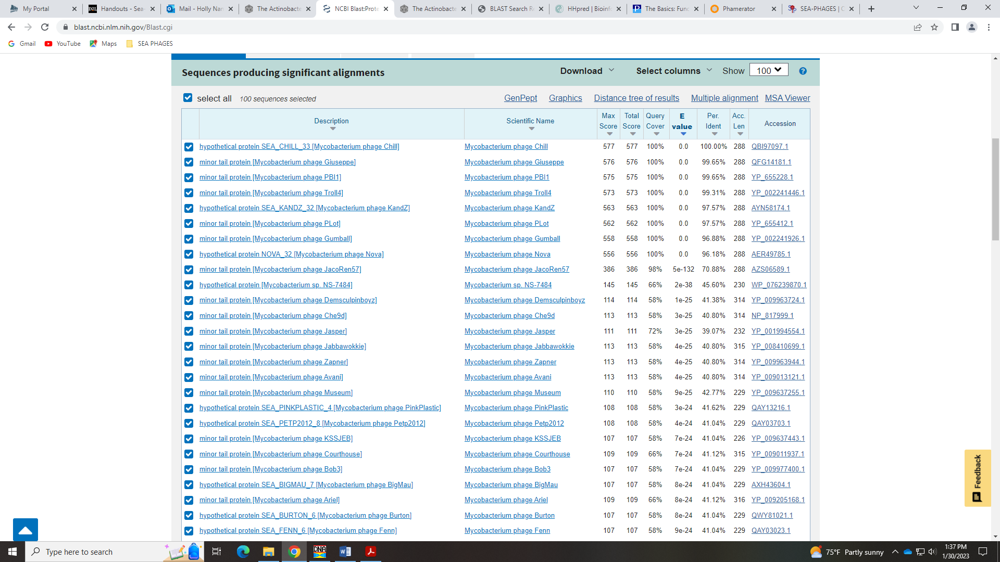 My Portal
Handouts - Sea-
Mail - Holly Nan
The Actinobacte
NCBI Blast:Prote
The Actinobacte
BLAST Search Re
HHpred | Bioinf
The Basics: Func
Phamerator
SEA-PHAGES | C
blast.ncbi.nlm.nih.gov/Blast.cgi
Gmail YouTube Maps SEA PHAGES
Sequences producing significant alignments Download Select columns Show 100 ?
select all 100 sequences selected GenPept Graphics Distance tree of results Multiple alignment MSA Viewer
Description Scientific Name Max Score Total Score Query Cover E value Per. Ident Acc. Len Accession
hypothetical protein SEA_CHILL_33 [Mycobacterium phage Chill] Mycobacterium phage Chill 577 577 100% 0.0 100.00% 288 QBI97097.1
minor tail protein [Mycobacterium phage Giuseppe] Mycobacterium phage Giuseppe 576 576 100% 0.0 99.65% 288 QFG14181.1
minor tail protein [Mycobacterium phage PBI1] Mycobacterium phage PBI1 575 575 100% 0.0 99.65% 288 YP_655228.1
minor tail protein [Mycobacterium phage Troll4] Mycobacterium phage Troll4 573 573 100% 0.0 99.31% 288 YP_002241446.1
hypothetical protein SEA_KANDZ_32 [Mycobacterium phage KandZ] Mycobacterium phage KandZ 563 563 100% 0.0 97.57% 288 AYN58174.1
minor tail protein [Mycobacterium phage PLot] Mycobacterium phage PLot 562 562 100% 0.0 97.57% 288 YP_655412.1
minor tail protein [Mycobacterium phage Gumball] Mycobacterium phage Gumball 558 558 100% 0.0 96.88% 288 YP_002241926.1
hypothetical protein NOVA_32 [Mycobacterium phage Nova] Mycobacterium phage Nova 556 556 100% 0.0 96.18% 288 AER49785.1
minor tail protein [Mycobacterium phage JacoRen57] Mycobacterium phage JacoRen57 386 386 98% 5e-132 70.88% 288 AZS06589.1
hypothetical protein [Mycobacterium sp. NS-7484] Mycobacterium sp. NS-7484 145 145 66% 2e-38 45.60% 230 WP_076239870.1
minor tail protein [Mycobacterium phage Demsculpinboyz] Mycobacterium phage Demsculpinboyz 114 114 58% 1e-25 41.38% 314 YP_009963724.1
minor tail protein [Mycobacterium phage Che9d] Mycobacterium phage Che9d 113 113 58% 3e-25 40.80% 314 NP_817999.1
minor tail protein [Mycobacterium phage Jasper] Mycobacterium phage Jasper 111 111 72% 3e-25 39.07% 232 YP_001994554.1
minor tail protein [Mycobacterium phage Jabbawokkie] Mycobacterium phage Jabbawokkie 113 113 58% 4e-25 40.80% 315 YP_008410699.1
minor tail protein [Mycobacterium phage Zapner] Mycobacterium phage Zapner 113 113 58% 4e-25 40.80% 314 YP_009963944.1
minor tail protein [Mycobacterium phage Avani] Mycobacterium phage Avani 113 113 58% 4e-25 40.80% 314 YP_009013121.1
minor tail protein [Mycobacterium phage Museum] Mycobacterium phage Museum 110 110 58% 9e-25 42.77% 229 YP_009637255.1
hypothetical protein SEA_PINKPLASTIC_4 [Mycobacterium phage PinkPlastic] Mycobacterium phage PinkPlastic 108 108 58% 3e-24 41.62% 229 QAY13216.1
hypothetical protein SEA_PETP2012_8 [Mycobacterium phage Petp2012] Mycobacterium phage Petp2012 108 108 58% 4e-24 41.04% 229 QAY03703.1
minor tail protein [Mycobacterium phage KSSJEB] Mycobacterium phage KSSJEB 107 107 58% 7e-24 41.04% 226 YP_009637443.1
minor tail protein [Mycobacterium phage Courthouse] Mycobacterium phage Courthouse 109 109 66% 7e-24 41.12% 315 YP_009011937.1
minor tail protein [Mycobacterium phage Bob3] Mycobacterium phage Bob3 107 107 58% 7e-24 41.04% 229 YP_009977400.1
hypothetical protein SEA_BIGMAU_7 [Mycobacterium phage BigMau] Mycobacterium phage BigMau 107 107 58% 8e-24 41.04% 229 AXH43604.1
minor tail protein [Mycobacterium phage Ariel] Mycobacterium phage Ariel 109 109 66% 8e-24 41.12% 316 YP_009205168.1
hypothetical protein SEA_BURTON_6 [Mycobacterium phage Burton] Mycobacterium phage Burton 107 107 58% 8e-24 41.04% 229 QWY81021.1
hypothetical protein SEA_FENN_6 [Mycobacterium phage Fenn] Mycobacterium phage Fenn 107 107 58% 9e-24 41.04% 229 QAY03023.1
Feedback
Type here to search
75°F Partly sunny
1:37 PM
1/30/2023